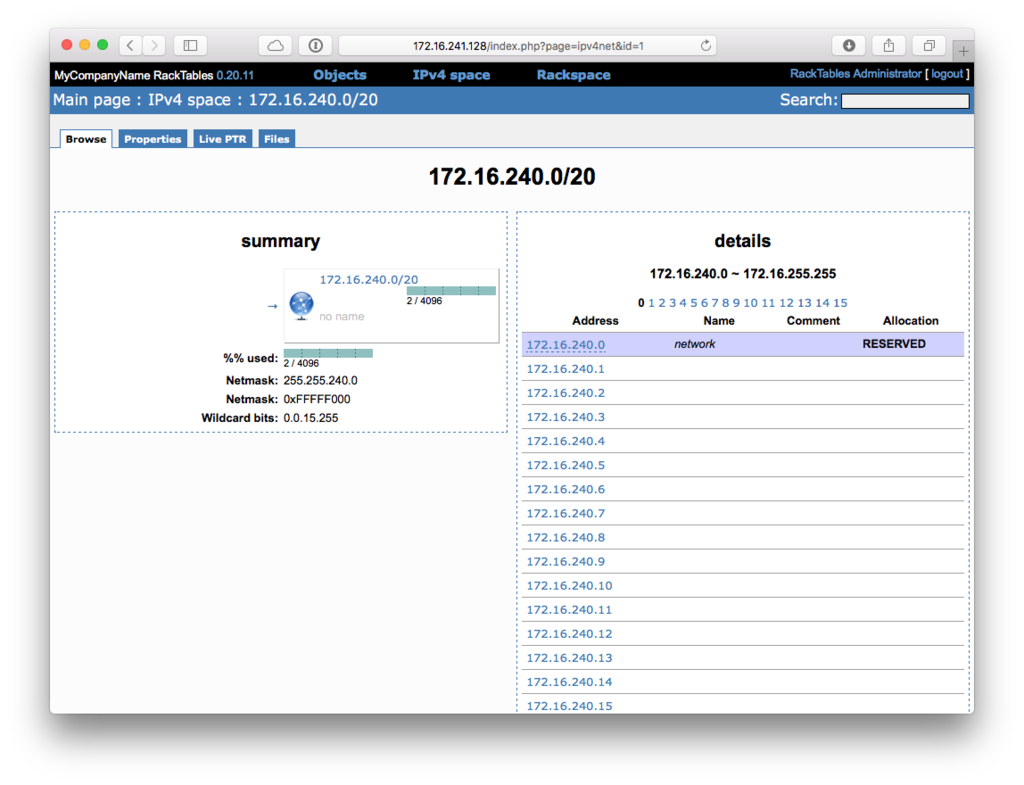 172.16.241.128/index.php?page=ipv4net&id=1
MyCompanyName RackTables 0.20.11 Objects IPv4 space Rackspace RackTables Administrator [ logout ]
Main page : IPv4 space : 172.16.240.0/20 Search:
Browse Properties Live PTR Files
172.16.240.0/20
summary
→ 172.16.240.0/20
2 / 4096
no name
%% used: 2 / 4096
Netmask: 255.255.240.0
Netmask: 0xFFFFF000
Wildcard bits: 0.0.15.255
details
172.16.240.0 ~ 172.16.255.255
0 1 2 3 4 5 6 7 8 9 10 11 12 13 14 15
Address Name Comment Allocation
172.16.240.0 network RESERVED
172.16.240.1
172.16.240.2
172.16.240.3
172.16.240.4
172.16.240.5
172.16.240.6
172.16.240.7
172.16.240.8
172.16.240.9
172.16.240.10
172.16.240.11
172.16.240.12
172.16.240.13
172.16.240.14
172.16.240.15